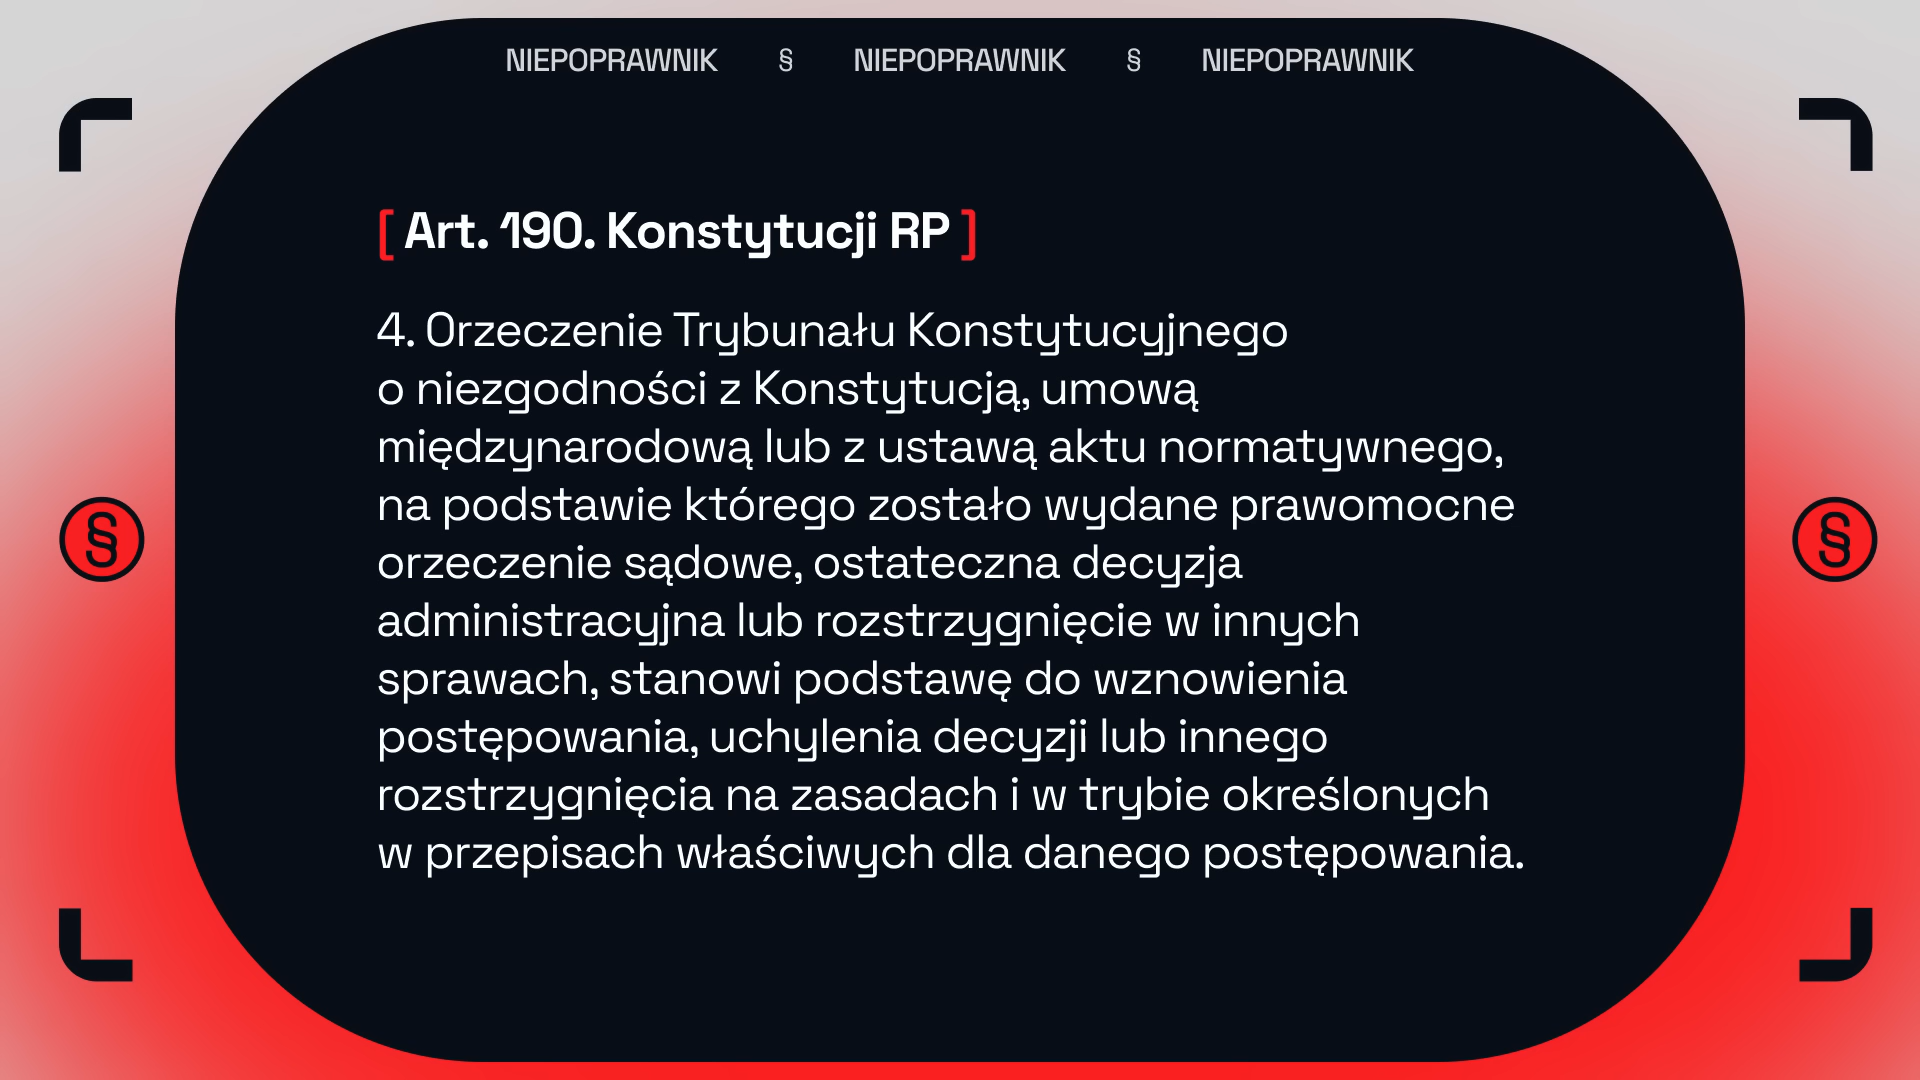 NIEPOPRAWNIK § NIEPOPRAWNIK § NIEPOPRAWNIK
[ Art. 190. Konstytucji RP ]
4. Orzeczenie Trybunału Konstytucyjnego
o niezgodności z Konstytucją, umową
międzynarodową lub z ustawą aktu normatywnego,
na podstawie którego zostało wydane prawomocne
orzeczenie sądowe, ostateczna decyzja
administracyjna lub rozstrzygnięcie w innych
sprawach, stanowi podstawę do wznowienia
postępowania, uchylenia decyzji lub innego
rozstrzygnięcia na zasadach i w trybie określonych
w przepisach właściwych dla danego postępowania.
§
§